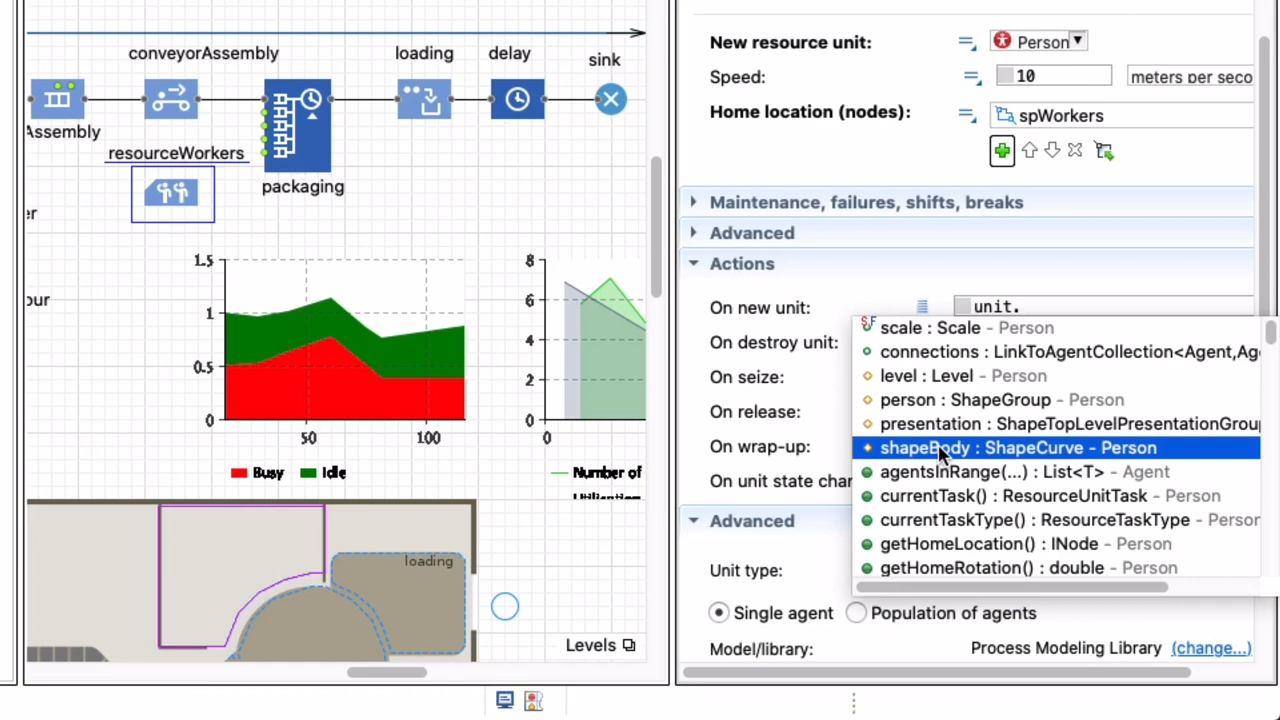 conveyorAssembly
loading
delay
sink
Assembly
resourceWorkers
packaging
er
our
1.5
1
0.5
0
50
100
Busy
Idle
8
6
4
2
0
0
Number of
loading
Levels
New resource unit:
Person
Speed:
10
meters per seco
Home location (nodes):
spWorkers
Maintenance, failures, shifts, breaks
Advanced
Actions
On new unit:
unit.
On destroy unit:
On seize:
On release:
On wrap-up:
On unit state char
scale : Scale - Person
connections : LinkToAgentCollection<Agent,Age
level : Level - Person
person : ShapeGroup - Person
presentation : ShapeTopLevelPresentationGroup
shapeBody : ShapeCurve - Person
agentsInRange(...) : List<T> - Agent
currentTask() : ResourceUnitTask - Person
currentTaskType() : ResourceTaskType - Person
getHomeLocation() : INode - Person
getHomeRotation() : double - Person
Advanced
Unit type:
Single agent
Population of agents
Model/library:
Process Modeling Library
(change...)